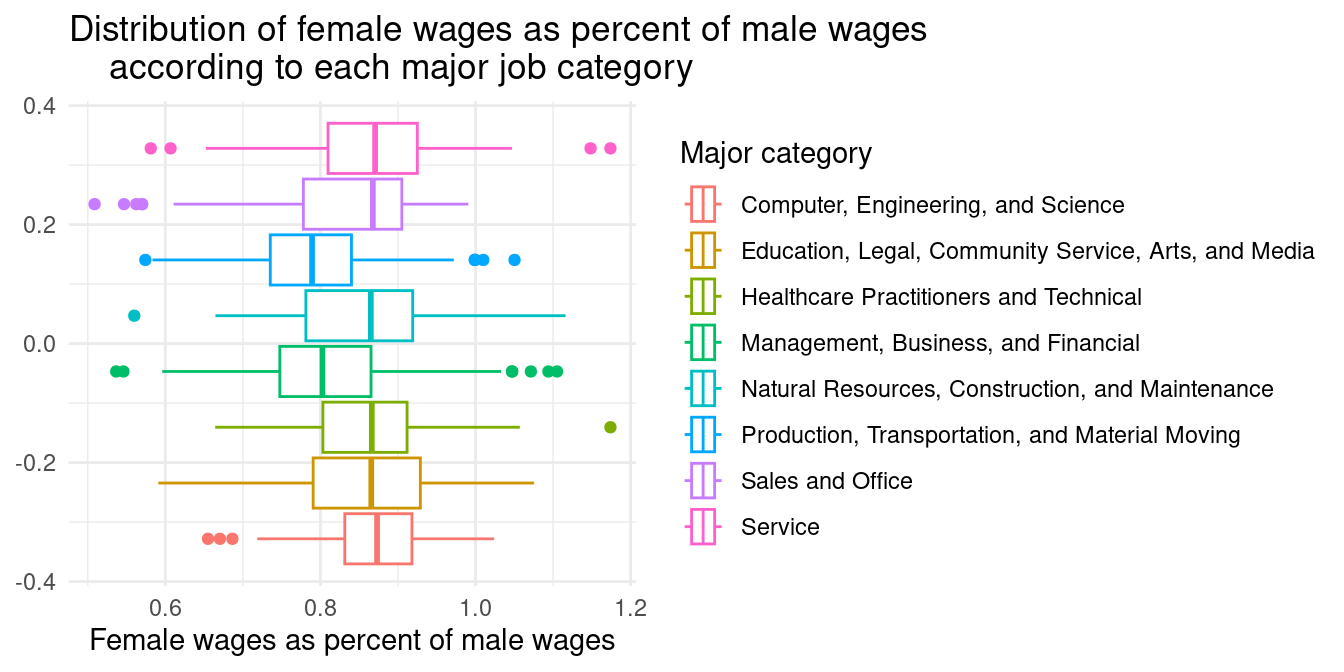 Distribution of female wages as percent of male wages
according to each major job category
0.4
0.2
0.0
-0.2
-0.4
0.6 0.8 1.0 1.2
Female wages as percent of male wages
Major category
Computer, Engineering, and Science
Education, Legal, Community Service, Arts, and Media
Healthcare Practitioners and Technical
Management, Business, and Financial
Natural Resources, Construction, and Maintenance
Production, Transportation, and Material Moving
Sales and Office
Service